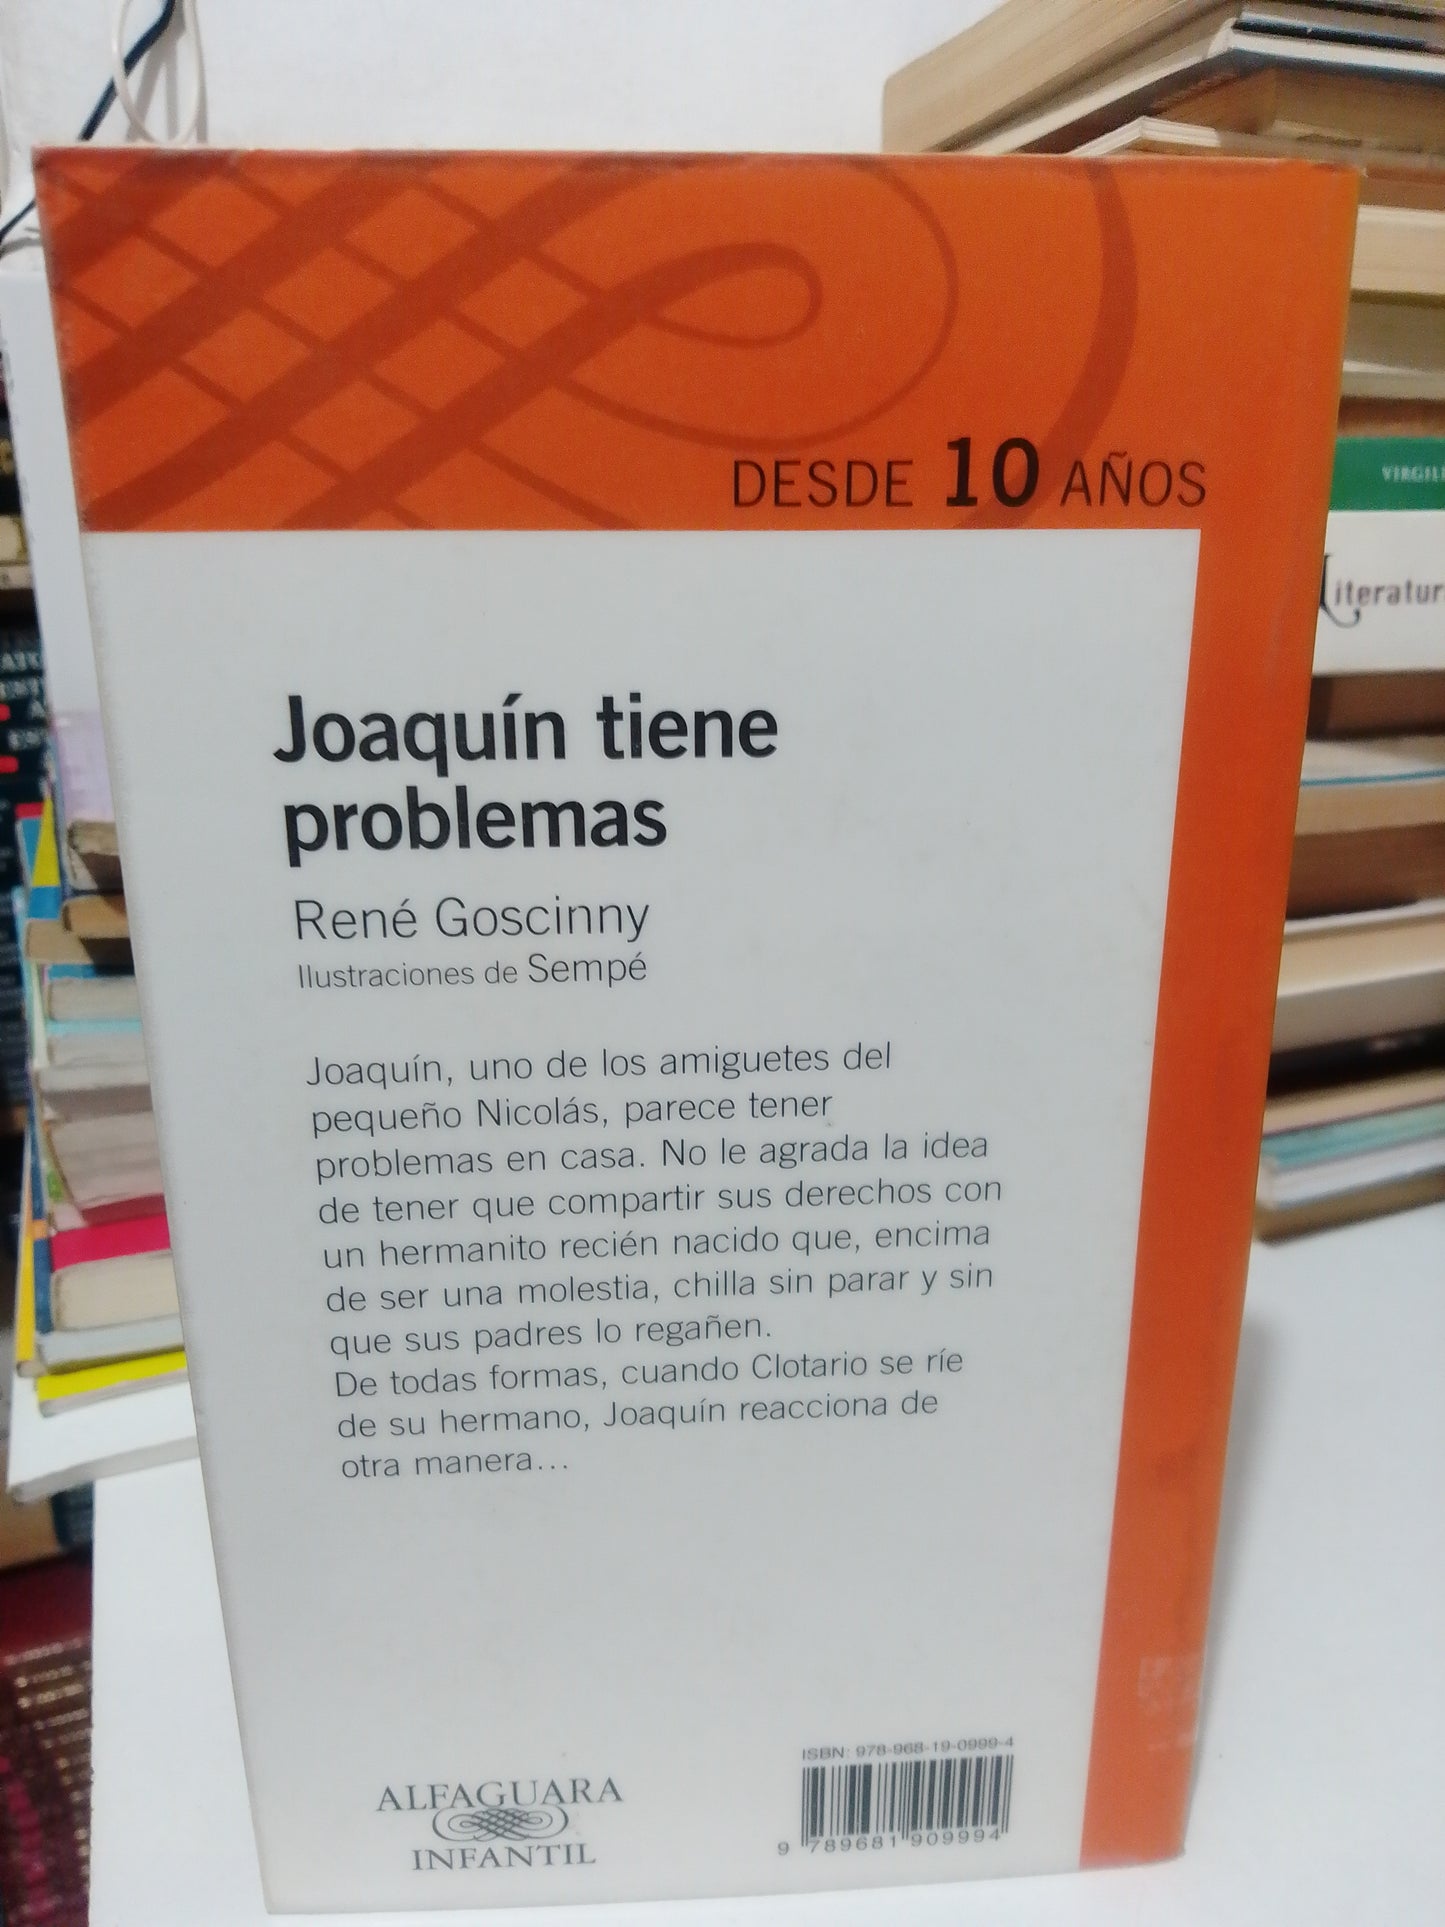 DESDE 10 AÑOS
Joaquín tiene
problemas
René Goscinny
Ilustraciones de Sempé
Joaquín, uno de los amiguetes del
pequeño Nicolás, parece tener
problemas en casa. No le agrada la idea
de tener que compartir sus derechos con
un hermanito recién nacido que, encima
de ser una molestia, chilla sin parar y sin
que sus padres lo regañen.
De todas formas, cuando Clotario se ríe
de su hermano, Joaquín reacciona de
otra manera...
ISBN: 978-968-19-0999-4
9 789681 909994
ALFAGUARA
INFANTIL